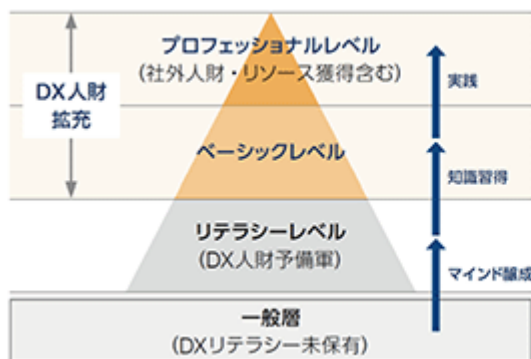 プロフェッショナルレベル
(社外人財・リソース獲得含む)
DX人財
拡充
実践
ベーシックレベル
知識習得
リテラシーレベル
(DX人財予備軍)
マインド醸成
一般層
(DXリテラシー未保有)